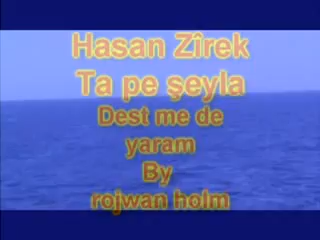 Hasan Zîrek
Ta pe şeyla
Dest me de
yaram
By
rojwan holm